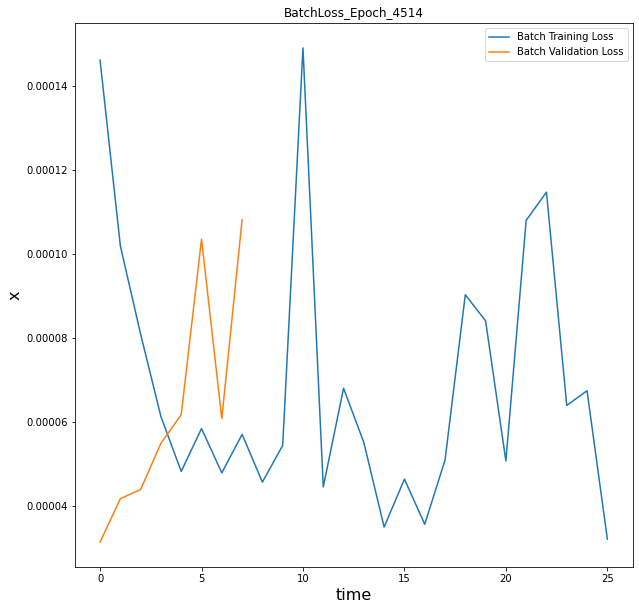 BatchLoss_Epoch_4514
Batch Training Loss
Batch Validation Loss
0.00014
0.00012
0.00010
0.00008
0.00006
0.00004
x
0 5 10 15 20 25
time